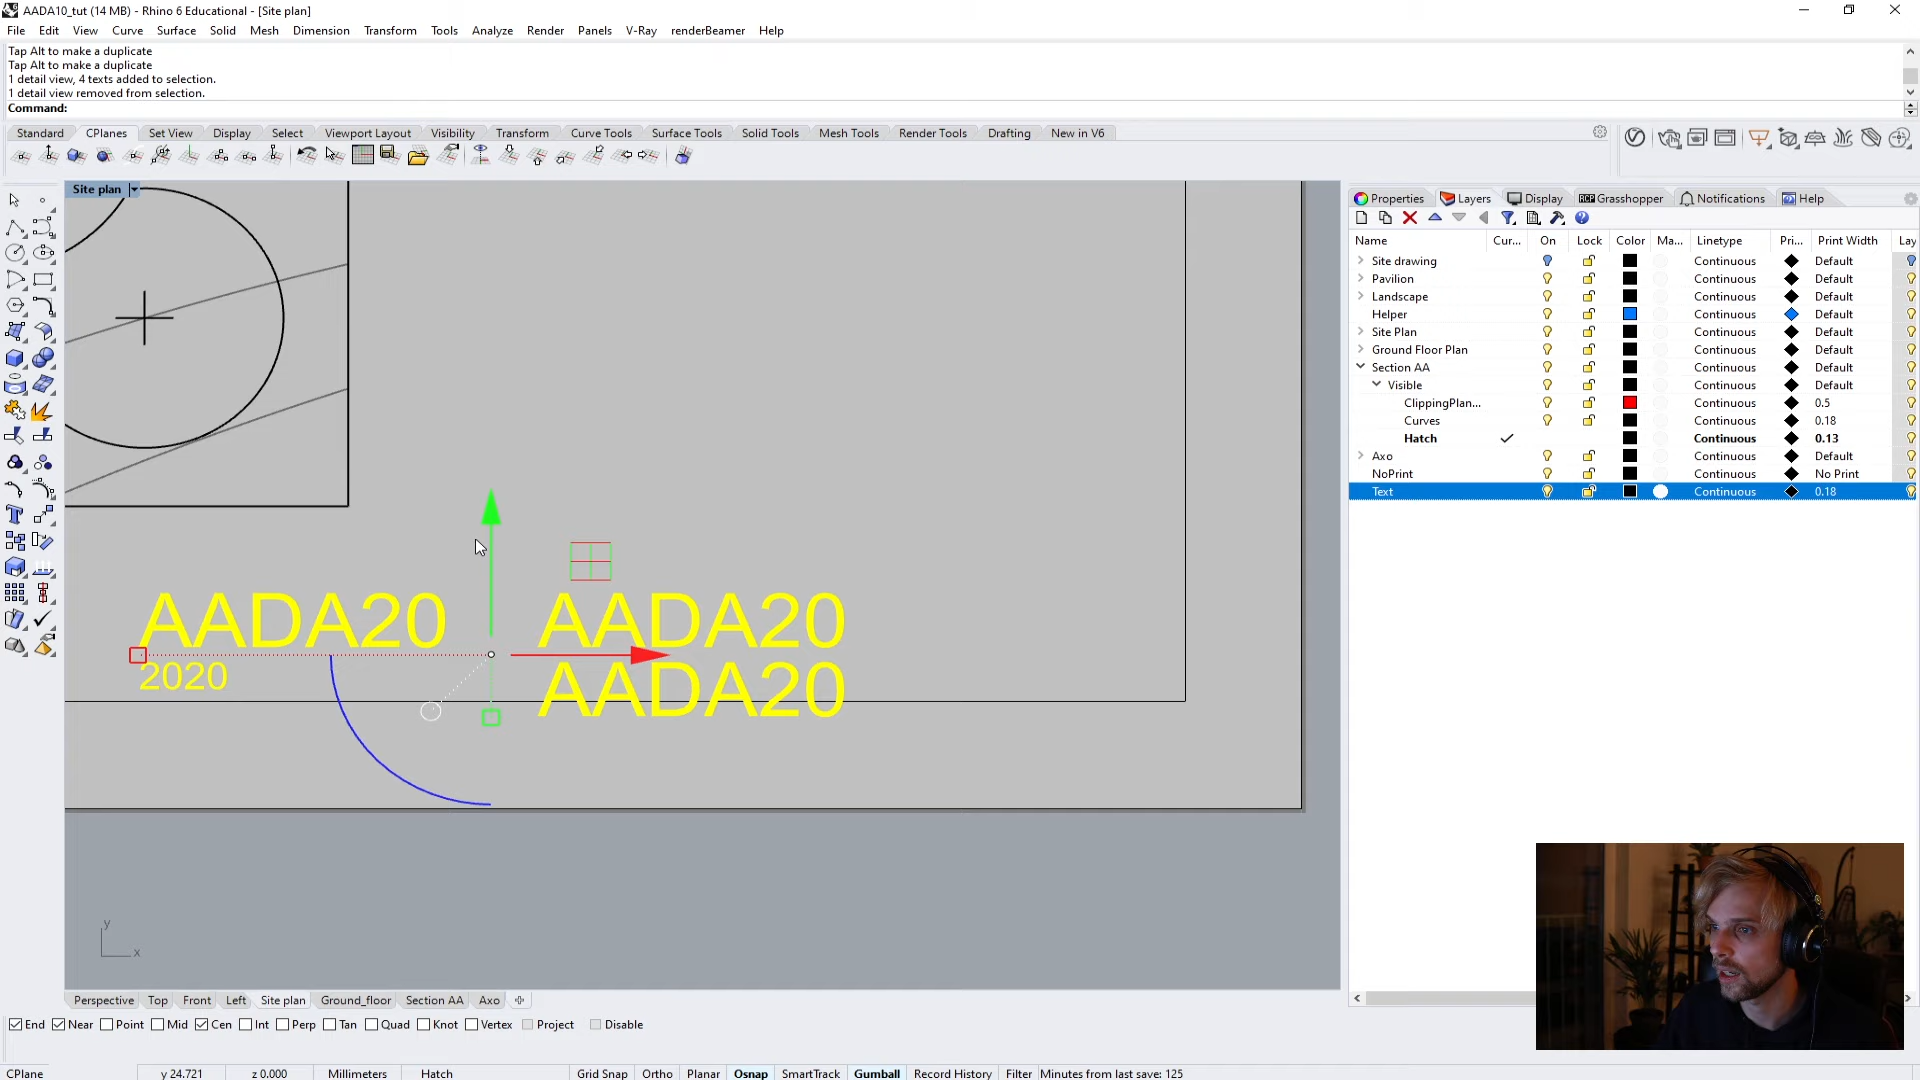 AADA10_tut (14 MB) - Rhino 6 Educational - [Site plan]
File Edit View Curve Surface Solid Mesh Dimension Transform Tools Analyze Render Panels V-Ray renderBeamer Help
Tap Alt to make a duplicate
Tap Alt to make a duplicate
1 detail view, 4 texts added to selection.
1 detail view removed from selection.
Command:
Standard CPlanes Set View Display Select Viewport Layout Visibility Transform Curve Tools Surface Tools Solid Tools Mesh Tools Render Tools Drafting New in V6
Site plan
Properties Layers Display Grasshopper Notifications Help
Name Cur... On Lock Color Ma... Linetype Pri... Print Width Lay
Site drawing Continuous Default
Pavilion Continuous Default
Landscape Continuous Default
Helper Continuous Default
Site Plan Continuous Default
Ground Floor Plan Continuous Default
Section AA Continuous Default
Visible Continuous Default
ClippingPlan... Continuous 0.5
Curves Continuous 0.18
Hatch Continuous 0.13
Axo Continuous Default
NoPrint Continuous No Print
Text Continuous 0.18
AADA20 AADA20
2020 AADA20
y
x
Perspective Top Front Left Site plan Ground_floor Section AA Axo
End Near Point Mid Cen Int Perp Tan Quad Knot Vertex Project Disable
CPlane y 24.721 z 0.000 Millimeters Hatch Grid Snap Ortho Planar Osnap SmartTrack Gumball Record History Filter Minutes from last save: 125